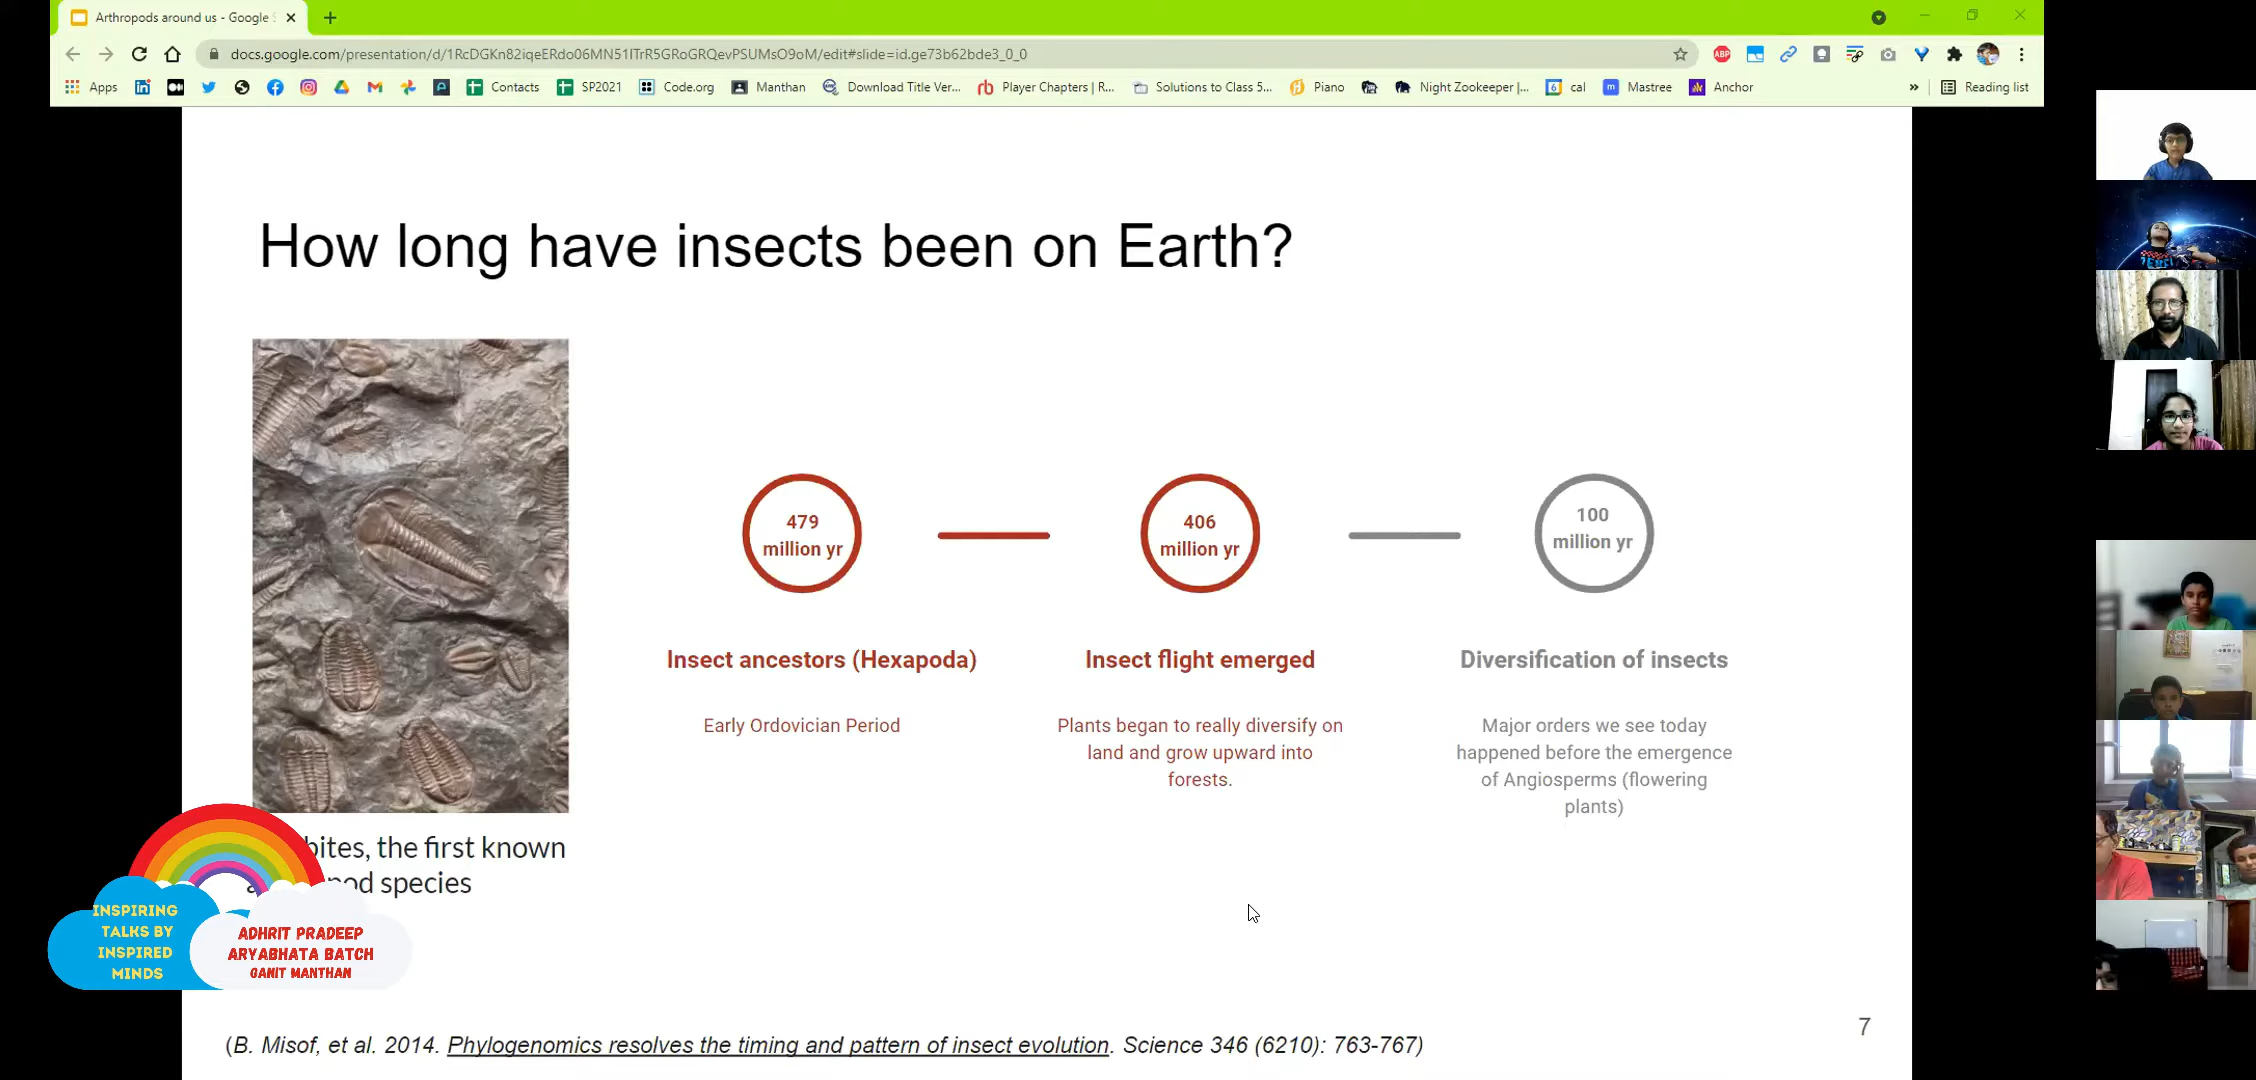 Arthropods around us - Google
docs.google.com/presentation/d/1RcDGKn82iqeERdo06MN51ITrR5GRoGRQevPSUMsO9oM/edit#slide=id.ge73b62bde3_0_0
ABP
Apps Contacts SP2021 Code.org Manthan Download Title Ver... Player Chapters | R... Solutions to Class 5... Piano Night Zookeeper |... cal Mastree Anchor » Reading list
How long have insects been on Earth?
479
million yr
406
million yr
100
million yr
Insect ancestors (Hexapoda)
Insect flight emerged
Diversification of insects
Early Ordovician Period
Plants began to really diversify on
land and grow upward into
forests.
Major orders we see today
happened before the emergence
of Angiosperms (flowering
plants)
bites, the first known
pod species
INSPIRING
TALKS BY
INSPIRED
MINDS
ADHRIT PRADEEP
ARYABHATA BATCH
GANIT MANTHAN
7
(B. Misof, et al. 2014. Phylogenomics resolves the timing and pattern of insect evolution. Science 346 (6210): 763-767)